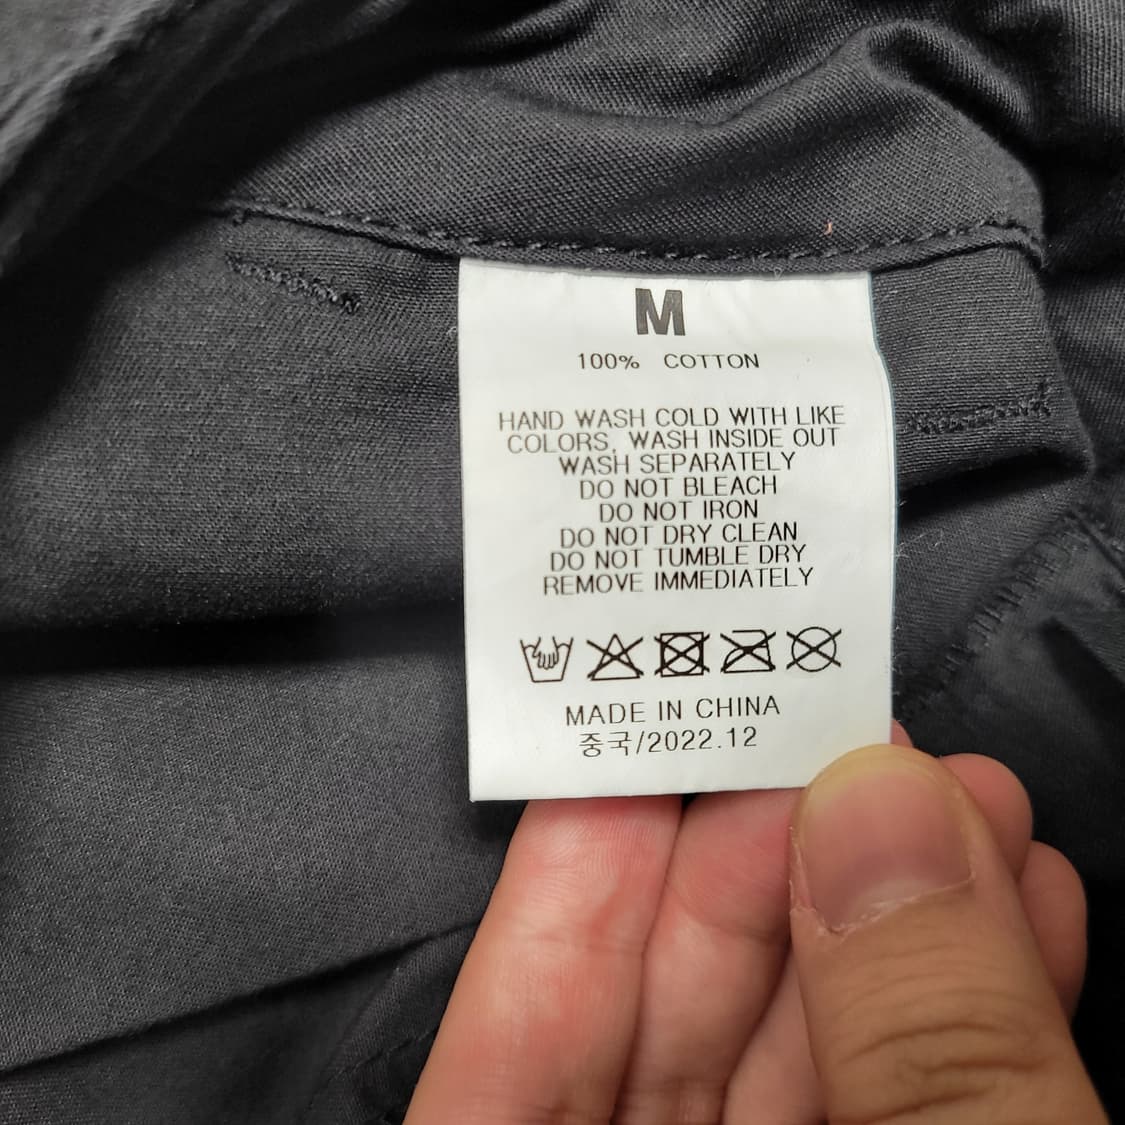 M
100% COTTON
HAND WASH COLD WITH LIKE
COLORS, WASH INSIDE OUT
WASH SEPARATELY
DO NOT BLEACH
DO NOT IRON
DO NOT DRY CLEAN
DO NOT TUMBLE DRY
REMOVE IMMEDIATELY
MADE IN CHINA
중국/2022.12